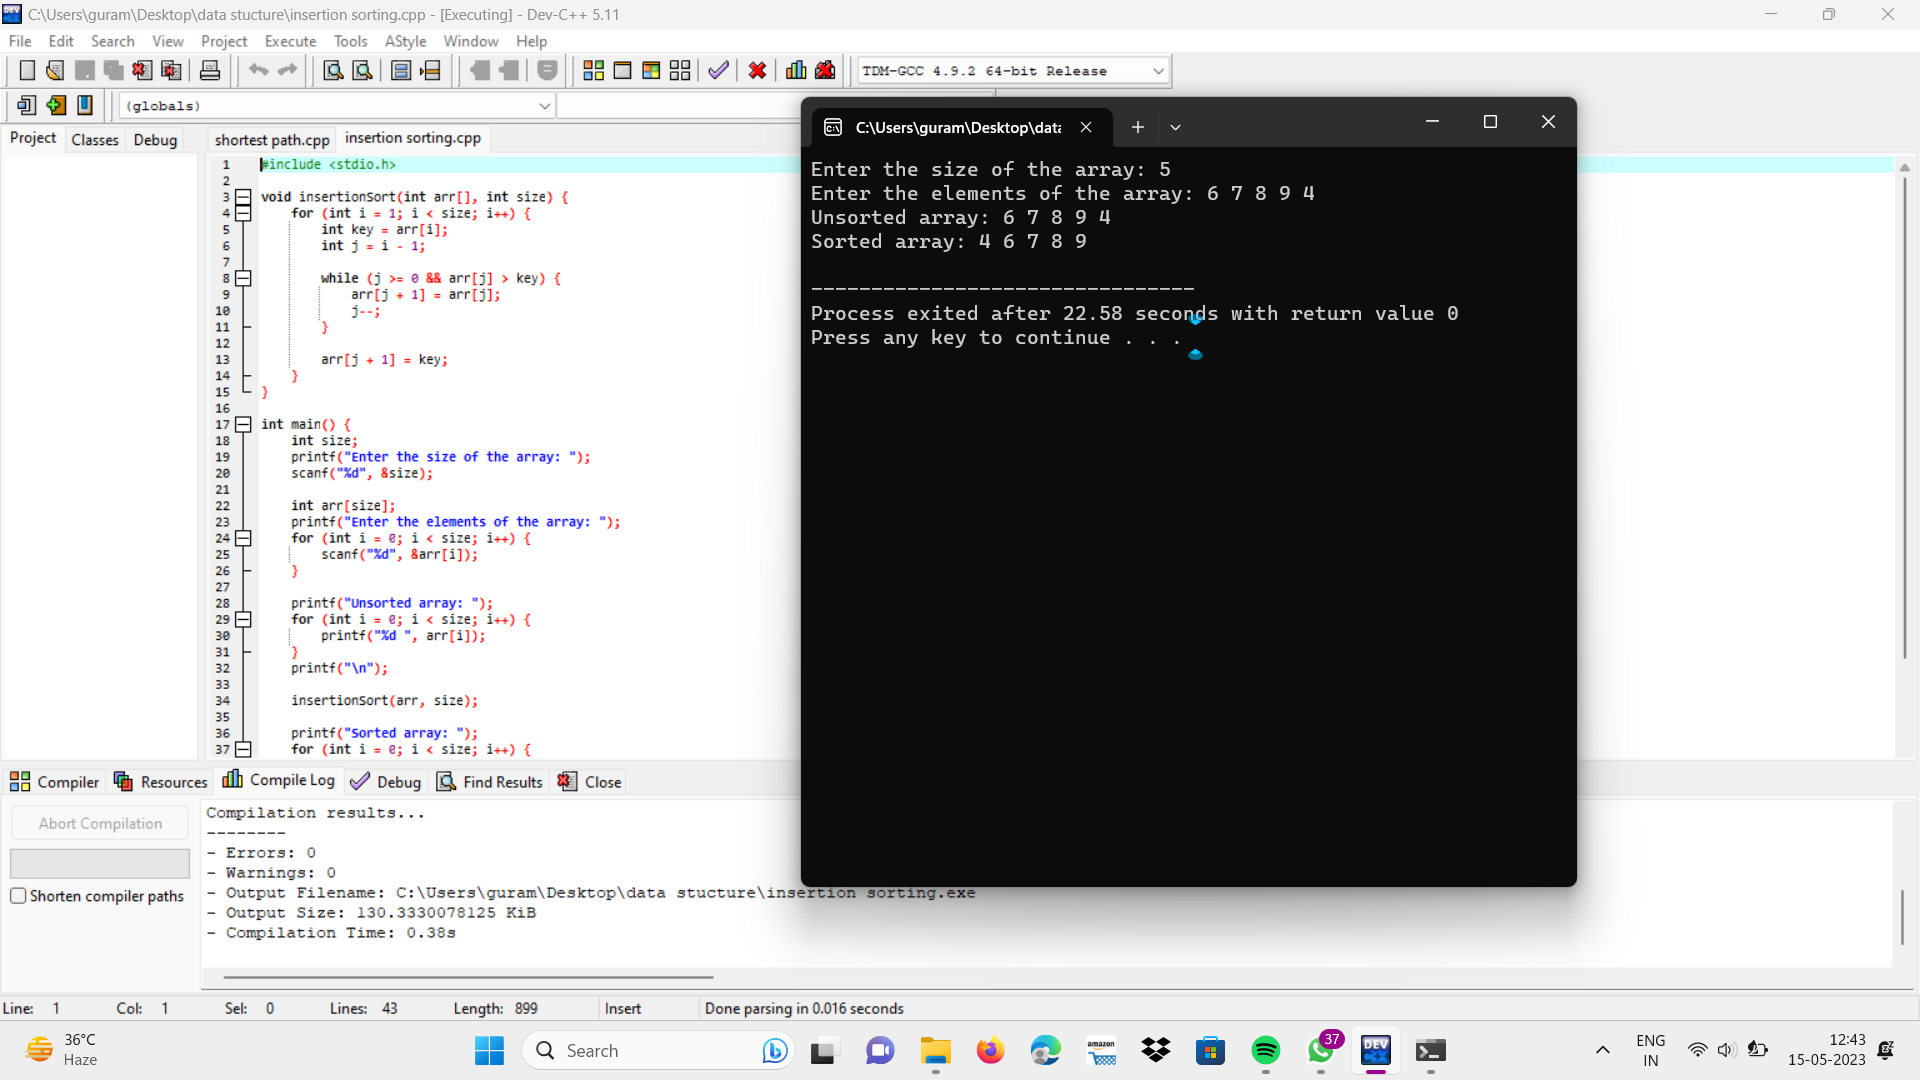 C:\Users\guram\Desktop\data stucture\insertion sorting.cpp - [Executing] - Dev-C++ 5.11
File Edit Search View Project Execute Tools AStyle Window Help
TDM-GCC 4.9.2 64-bit Release
(globals)
Project Classes Debug
shortest path.cpp insertion sorting.cpp
1 #include <stdio.h>
2
3 void insertionSort(int arr[], int size) {
4 for (int i = 1; i < size; i++) {
5 int key = arr[i];
6 int j = i - 1;
7
8 while (j >= 0 && arr[j] > key) {
9 arr[j + 1] = arr[j];
10 j--;
11 }
12
13 arr[j + 1] = key;
14 }
15 }
16
17 int main() {
18 int size;
19 printf("Enter the size of the array: ");
20 scanf("%d", &size);
21
22 int arr[size];
23 printf("Enter the elements of the array: ");
24 for (int i = 0; i < size; i++) {
25 scanf("%d", &arr[i]);
26 }
27
28 printf("Unsorted array: ");
29 for (int i = 0; i < size; i++) {
30 printf("%d ", arr[i]);
31 }
32 printf("\n");
33
34 insertionSort(arr, size);
35
36 printf("Sorted array: ");
37 for (int i = 0; i < size; i++) {
C:\Users\guram\Desktop\data
Enter the size of the array: 5
Enter the elements of the array: 6 7 8 9 4
Unsorted array: 6 7 8 9 4
Sorted array: 4 6 7 8 9
--------------------------------
Process exited after 22.58 seconds with return value 0
Press any key to continue . . .
Compiler Resources Compile Log Debug Find Results Close
Abort Compilation
Shorten compiler paths
Compilation results...
--------
- Errors: 0
- Warnings: 0
- Output Filename: C:\Users\guram\Desktop\data stucture\insertion sorting.exe
- Output Size: 130.3330078125 KiB
- Compilation Time: 0.38s
Line: 1 Col: 1 Sel: 0 Lines: 43 Length: 899 Insert Done parsing in 0.016 seconds
36°C
Haze
Search
amazon
37
DEV
C++
ENG
IN
12:43
15-05-2023